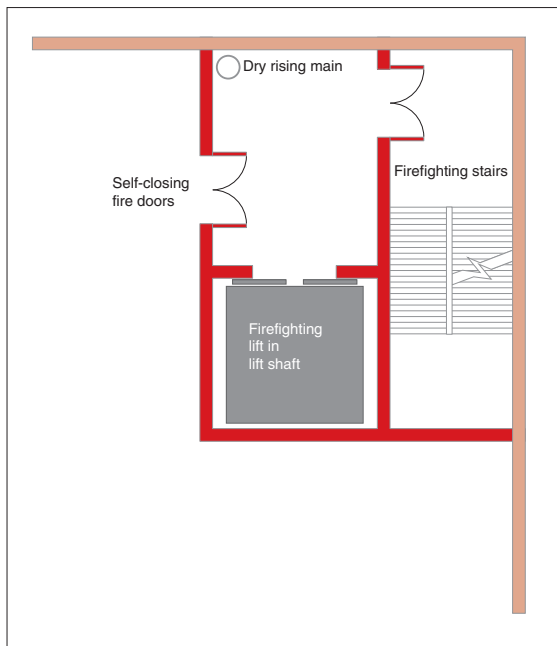 Dry rising main
Firefighting stairs
Self-closing
fire doors
Firefighting
lift in
lift shaft